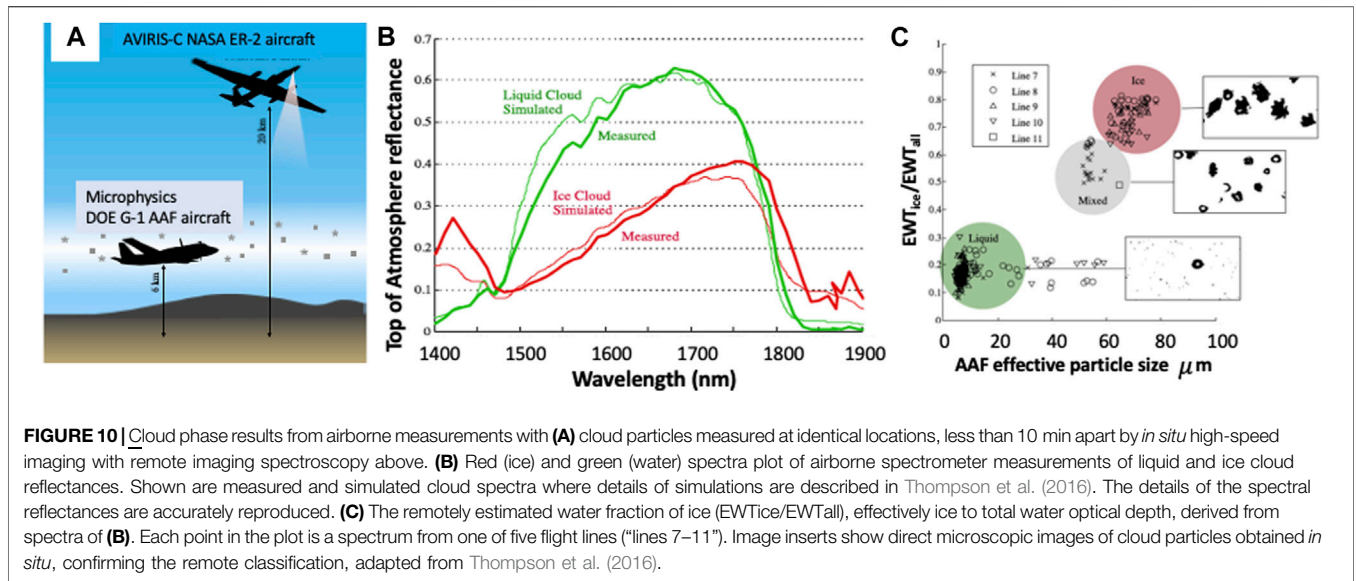 A
AVIRIS-C NASA ER-2 aircraft
20 km
Microphysics
DOE G-1 AAF aircraft
6 km
B
Top of Atmosphere reflectance
0.7
0.6
0.5
0.4
0.3
0.2
0.1
0
Liquid Cloud
Simulated
Measured
Ice Cloud
Simulated
Measured
1400 1500 1600 1700 1800 1900
Wavelength (nm)
C
EWTice/EWTall
1
0.9
0.8
0.7
0.6
0.5
0.4
0.3
0.2
0.1
0
Line 7
Line 8
Line 9
Line 10
Line 11
Ice
Mixed
Liquid
0 20 40 60 80 100
AAF effective particle size μm
FIGURE 10 | Cloud phase results from airborne measurements with (A) cloud particles measured at identical locations, less than 10 min apart by in situ high-speed
imaging with remote imaging spectroscopy above. (B) Red (ice) and green (water) spectra plot of airborne spectrometer measurements of liquid and ice cloud
reflectances. Shown are measured and simulated cloud spectra where details of simulations are described in Thompson et al. (2016). The details of the spectral
reflectances are accurately reproduced. (C) The remotely estimated water fraction of ice (EWTice/EWTall), effectively ice to total water optical depth, derived from
spectra of (B). Each point in the plot is a spectrum from one of five flight lines (“lines 7–11”). Image inserts show direct microscopic images of cloud particles obtained in
situ, confirming the remote classification, adapted from Thompson et al. (2016).